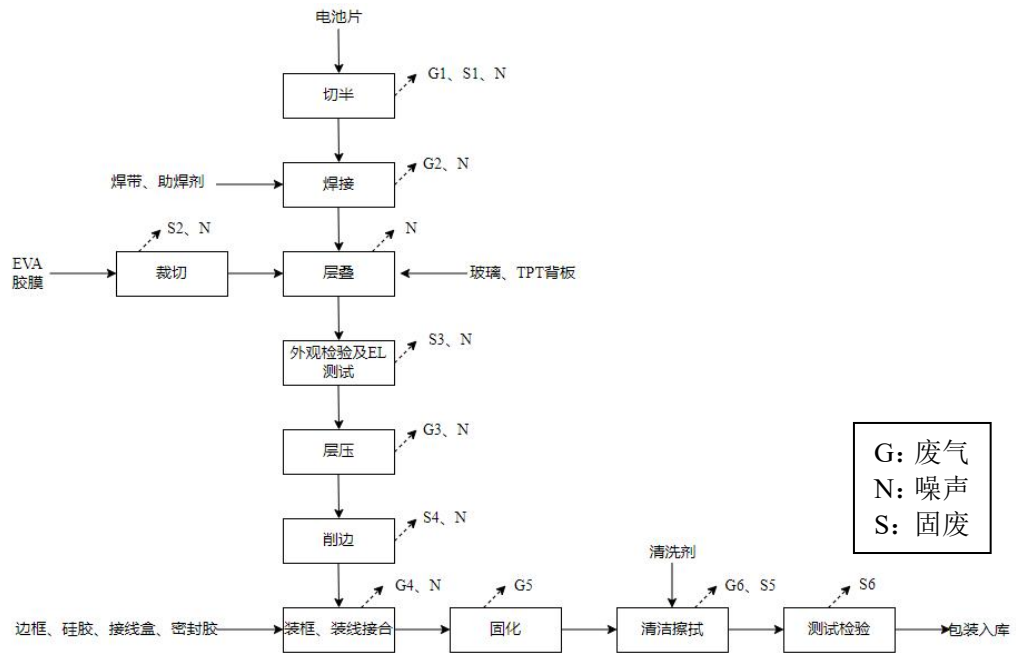 电池片
G1、S1、N
切半
G2、N
焊带、助焊剂
焊接
S2、N
N
EVA
胶膜
裁切
层叠
玻璃、TPT背板
外观检验及EL
测试
S3、N
层压
G3、N
G：废气
N：噪声
S：固废
S4、N
削边
清洗剂
G4、N
G5
G6、S5
S6
边框、硅胶、接线盒、密封胶
装框、装线接合
固化
清洁擦拭
测试检验
包装入库